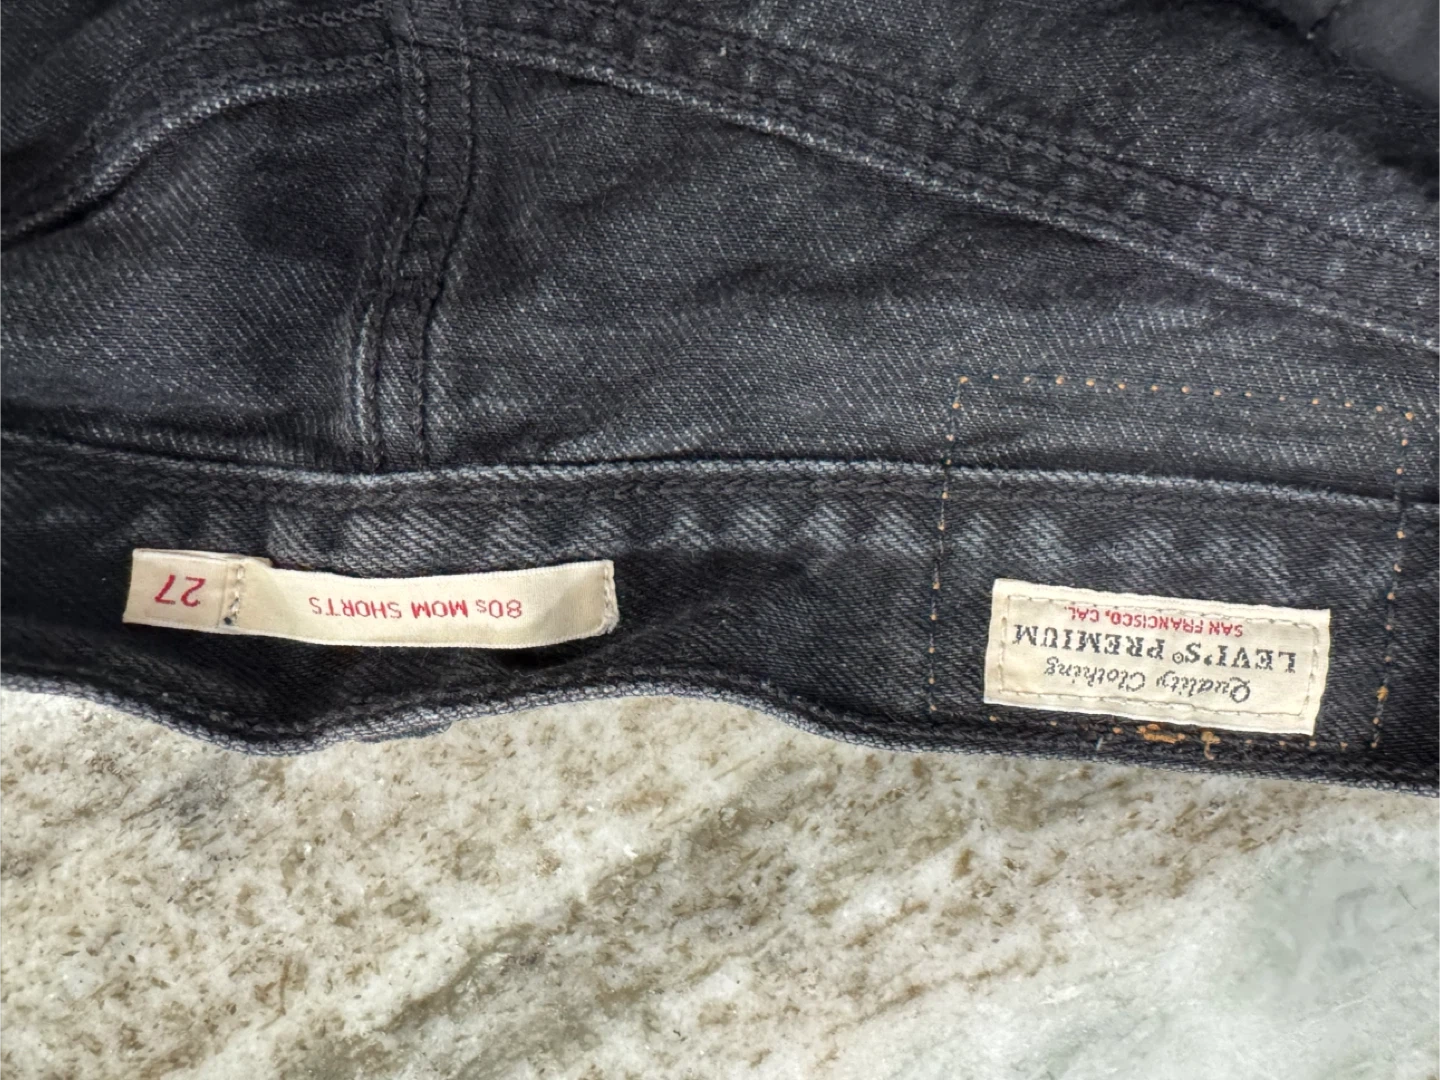 Quality Clothing
LEVI'S® PREMIUM
SAN FRANCISCO, CAL.
80s MOM SHORTS
27